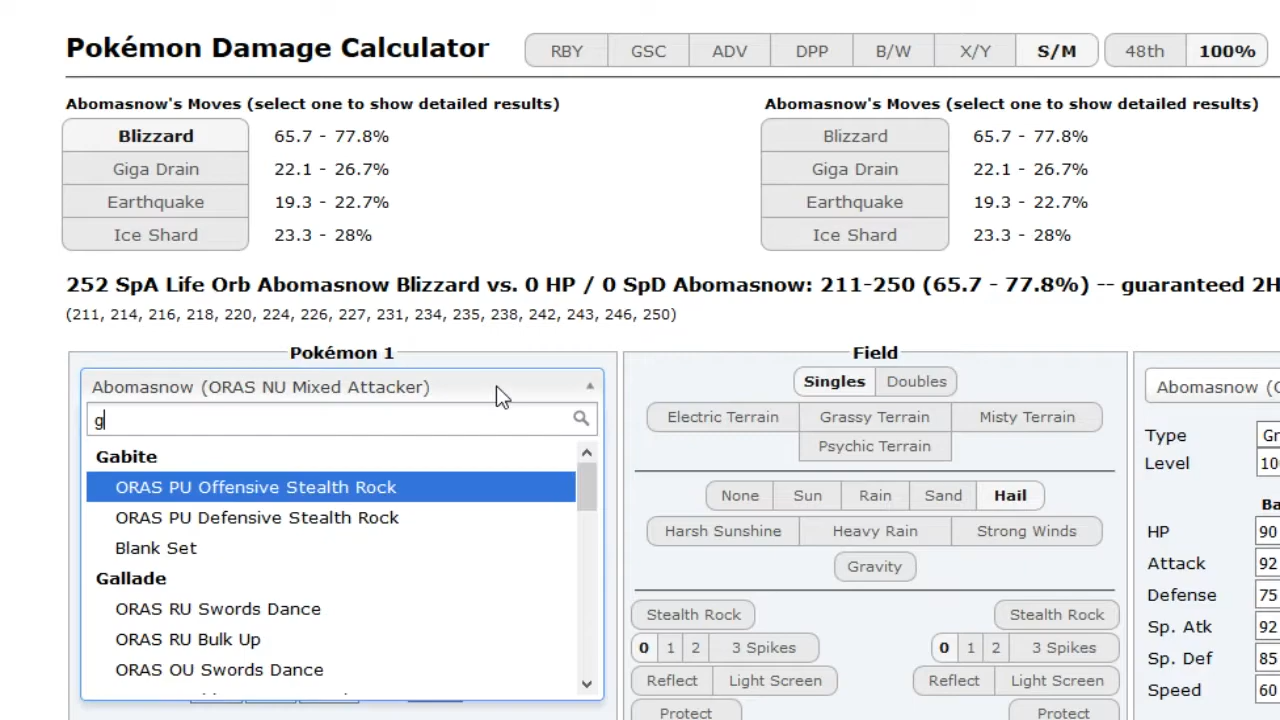 Pokémon Damage Calculator RBY GSC ADV DPP B/W X/Y S/M 48th 100%
Abomasnow's Moves (select one to show detailed results) Abomasnow's Moves (select one to show detailed results)
Blizzard 65.7 - 77.8% Blizzard 65.7 - 77.8%
Giga Drain 22.1 - 26.7% Giga Drain 22.1 - 26.7%
Earthquake 19.3 - 22.7% Earthquake 19.3 - 22.7%
Ice Shard 23.3 - 28% Ice Shard 23.3 - 28%
252 SpA Life Orb Abomasnow Blizzard vs. 0 HP / 0 SpD Abomasnow: 211-250 (65.7 - 77.8%) -- guaranteed 2H
(211, 214, 216, 218, 220, 224, 226, 227, 231, 234, 235, 238, 242, 243, 246, 250)
Pokémon 1
Abomasnow (ORAS NU Mixed Attacker)
g
Gabite
ORAS PU Offensive Stealth Rock
ORAS PU Defensive Stealth Rock
Blank Set
Gallade
ORAS RU Swords Dance
ORAS RU Bulk Up
ORAS OU Swords Dance
Field
Singles Doubles
Electric Terrain Grassy Terrain Misty Terrain
Psychic Terrain
None Sun Rain Sand Hail
Harsh Sunshine Heavy Rain Strong Winds
Gravity
Stealth Rock Stealth Rock
0 1 2 3 Spikes 0 1 2 3 Spikes
Reflect Light Screen Reflect Light Screen
Protect Protect
Abomasnow (
Type Gr
Level 10
Ba
HP 90
Attack 92
Defense 75
Sp. Atk 92
Sp. Def 85
Speed 60